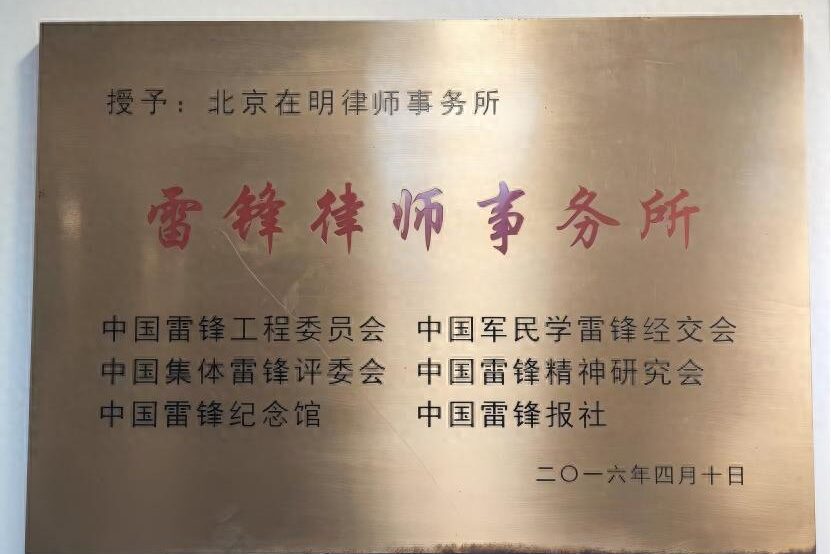 授予：北京在明律师事务所
雷锋律师事务所
中国雷锋工程委员会 中国军民学雷锋经交会
中国集体雷锋评委会 中国雷锋精神研究会
中国雷锋纪念馆 中国雷锋报社
二〇一六年四月十日